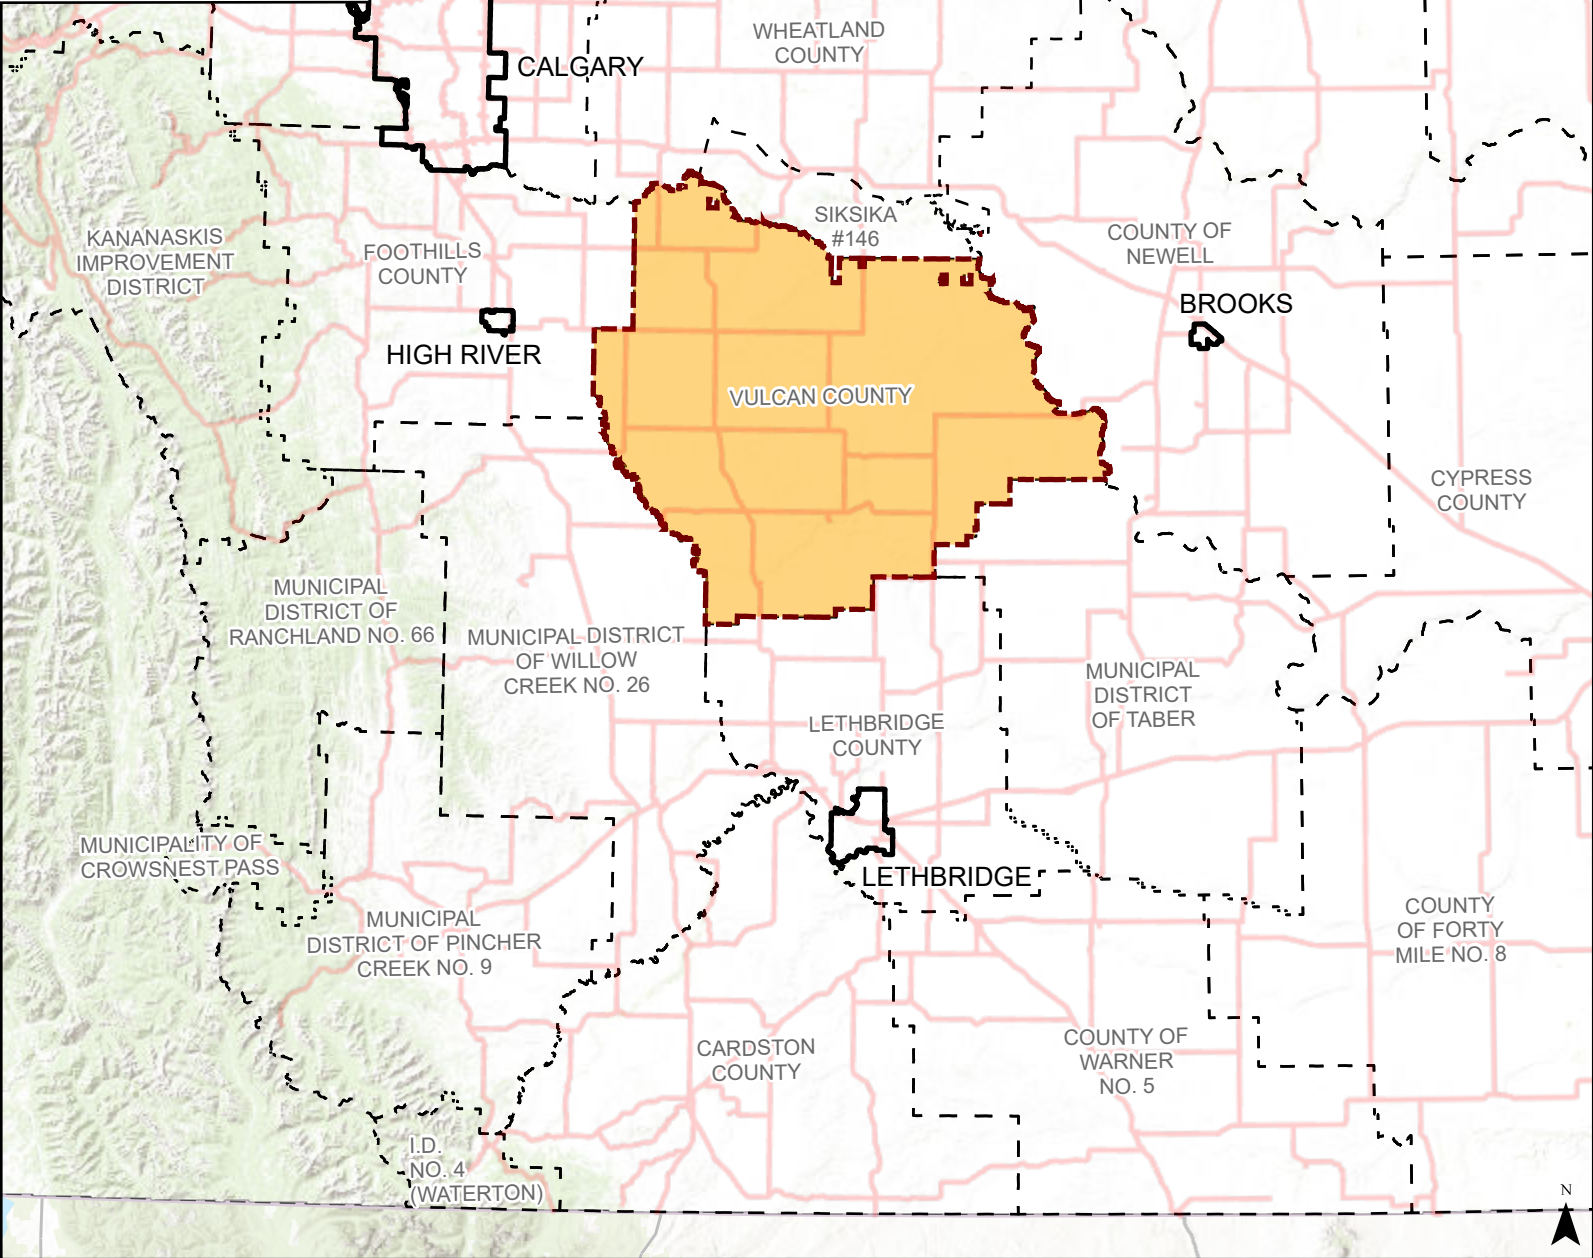 WHEATLAND
COUNTY
CALGARY
SIKSIKA
#146
COUNTY OF
NEWELL
KANANASKIS
IMPROVEMENT
DISTRICT
FOOTHILLS
COUNTY
BROOKS
HIGH RIVER
VULCAN COUNTY
CYPRESS
COUNTY
MUNICIPAL
DISTRICT OF
RANCHLAND NO. 66
MUNICIPAL DISTRICT
OF WILLOW
CREEK NO. 26
MUNICIPAL
DISTRICT
OF TABER
LETHBRIDGE
COUNTY
MUNICIPALITY OF
CROWSNEST PASS
LETHBRIDGE
MUNICIPAL
DISTRICT OF PINCHER
CREEK NO. 9
COUNTY
OF FORTY
MILE NO. 8
CARDSTON
COUNTY
COUNTY OF
WARNER
NO. 5
I.D.
NO. 4
(WATERTON)
N